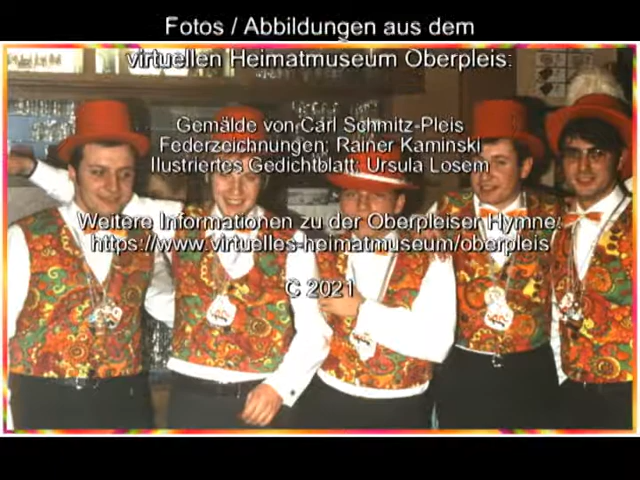 Fotos / Abbildungen aus dem
virtuellen Heimatmuseum Oberpleis:
Gemälde von Carl Schmitz-Pleis
Federzeichnungen: Rainer Kaminski
Ilustriertes Gedichtblatt: Ursula Losem
Weitere Informationen zu der Oberpleiser Hymne:
https://www.virtuelles-heimatmuseum/oberpleis
C 2021